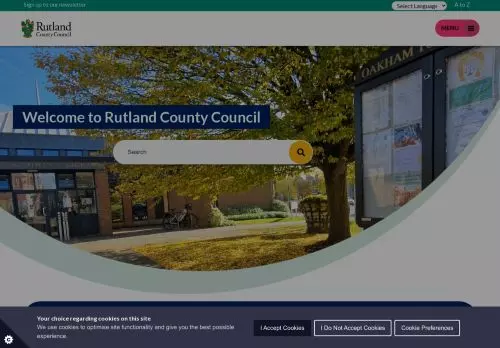 Sign up to our newsletter
Select Language
A to Z
Rutland
County Council
MENU
OAKHAM
Welcome to Rutland County Council
Search
Your choice regarding cookies on this site
We use cookies to optimise site functionality and give you the best possible
experience.
I Accept Cookies
I Do Not Accept Cookies
Cookie Preferences